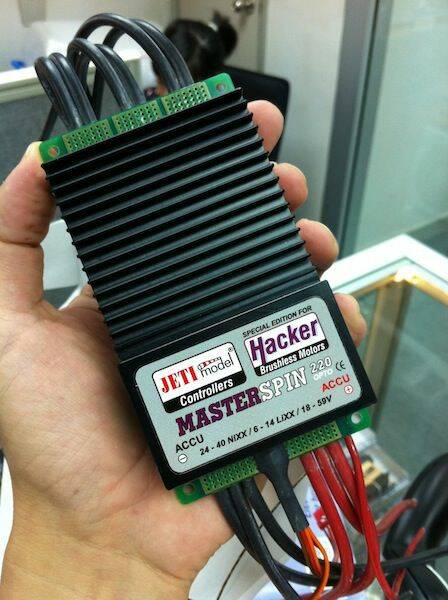 SPECIAL EDITION FOR
JETI model®
Controllers
Hacker
Brushless Motors
MASTERSPIN 220
OPTO CE
ACCU
ACCU
24 - 40 NiXX / 6 - 14 LiXX / 18 - 59V